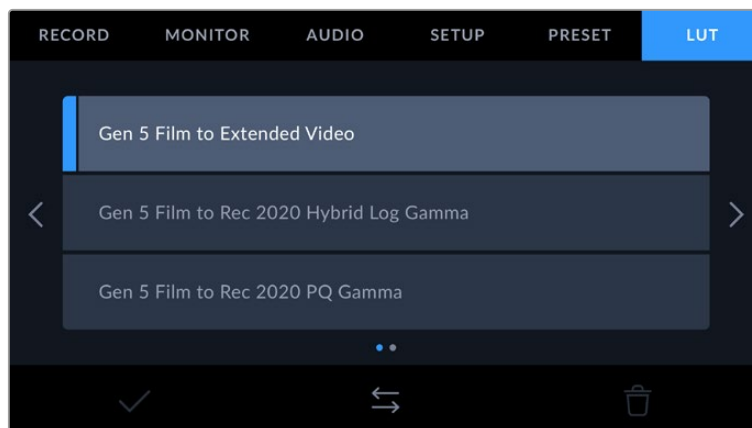 RECORD MONITOR AUDIO SETUP PRESET LUT
Gen 5 Film to Extended Video
Gen 5 Film to Rec 2020 Hybrid Log Gamma
Gen 5 Film to Rec 2020 PQ Gamma